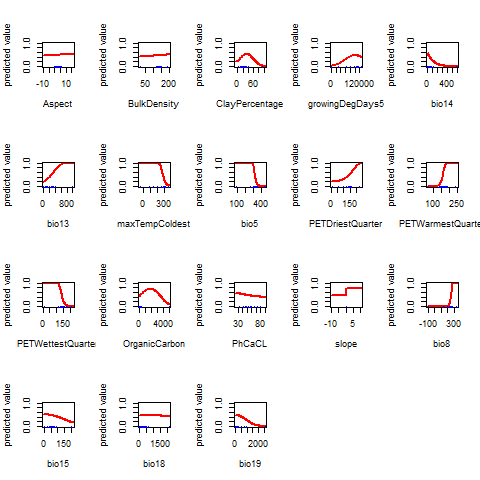 predicted value 0.0 1.0 -10 10 Aspect
predicted value 0.0 1.0 50 200 BulkDensity
predicted value 0.0 1.0 0 60 ClayPercentage
predicted value 0.0 1.0 0 120000 growingDegDays5
predicted value 0.0 1.0 0 400 bio14
predicted value 0.0 1.0 0 800 bio13
predicted value 0.0 1.0 0 300 maxTempColdest
predicted value 0.0 1.0 100 400 bio5
predicted value 0.0 1.0 0 150 PETDriestQuarter
predicted value 0.0 1.0 100 250 PETWarmestQuarte
predicted value 0.0 1.0 0 150 PETWettestQuarte
predicted value 0.0 1.0 0 4000 OrganicCarbon
predicted value 0.0 1.0 30 80 PhCaCL
predicted value 0.0 1.0 -10 5 slope
predicted value 0.0 1.0 -100 300 bio8
predicted value 0.0 1.0 0 150 bio15
predicted value 0.0 1.0 0 1500 bio18
predicted value 0.0 1.0 0 2000 bio19